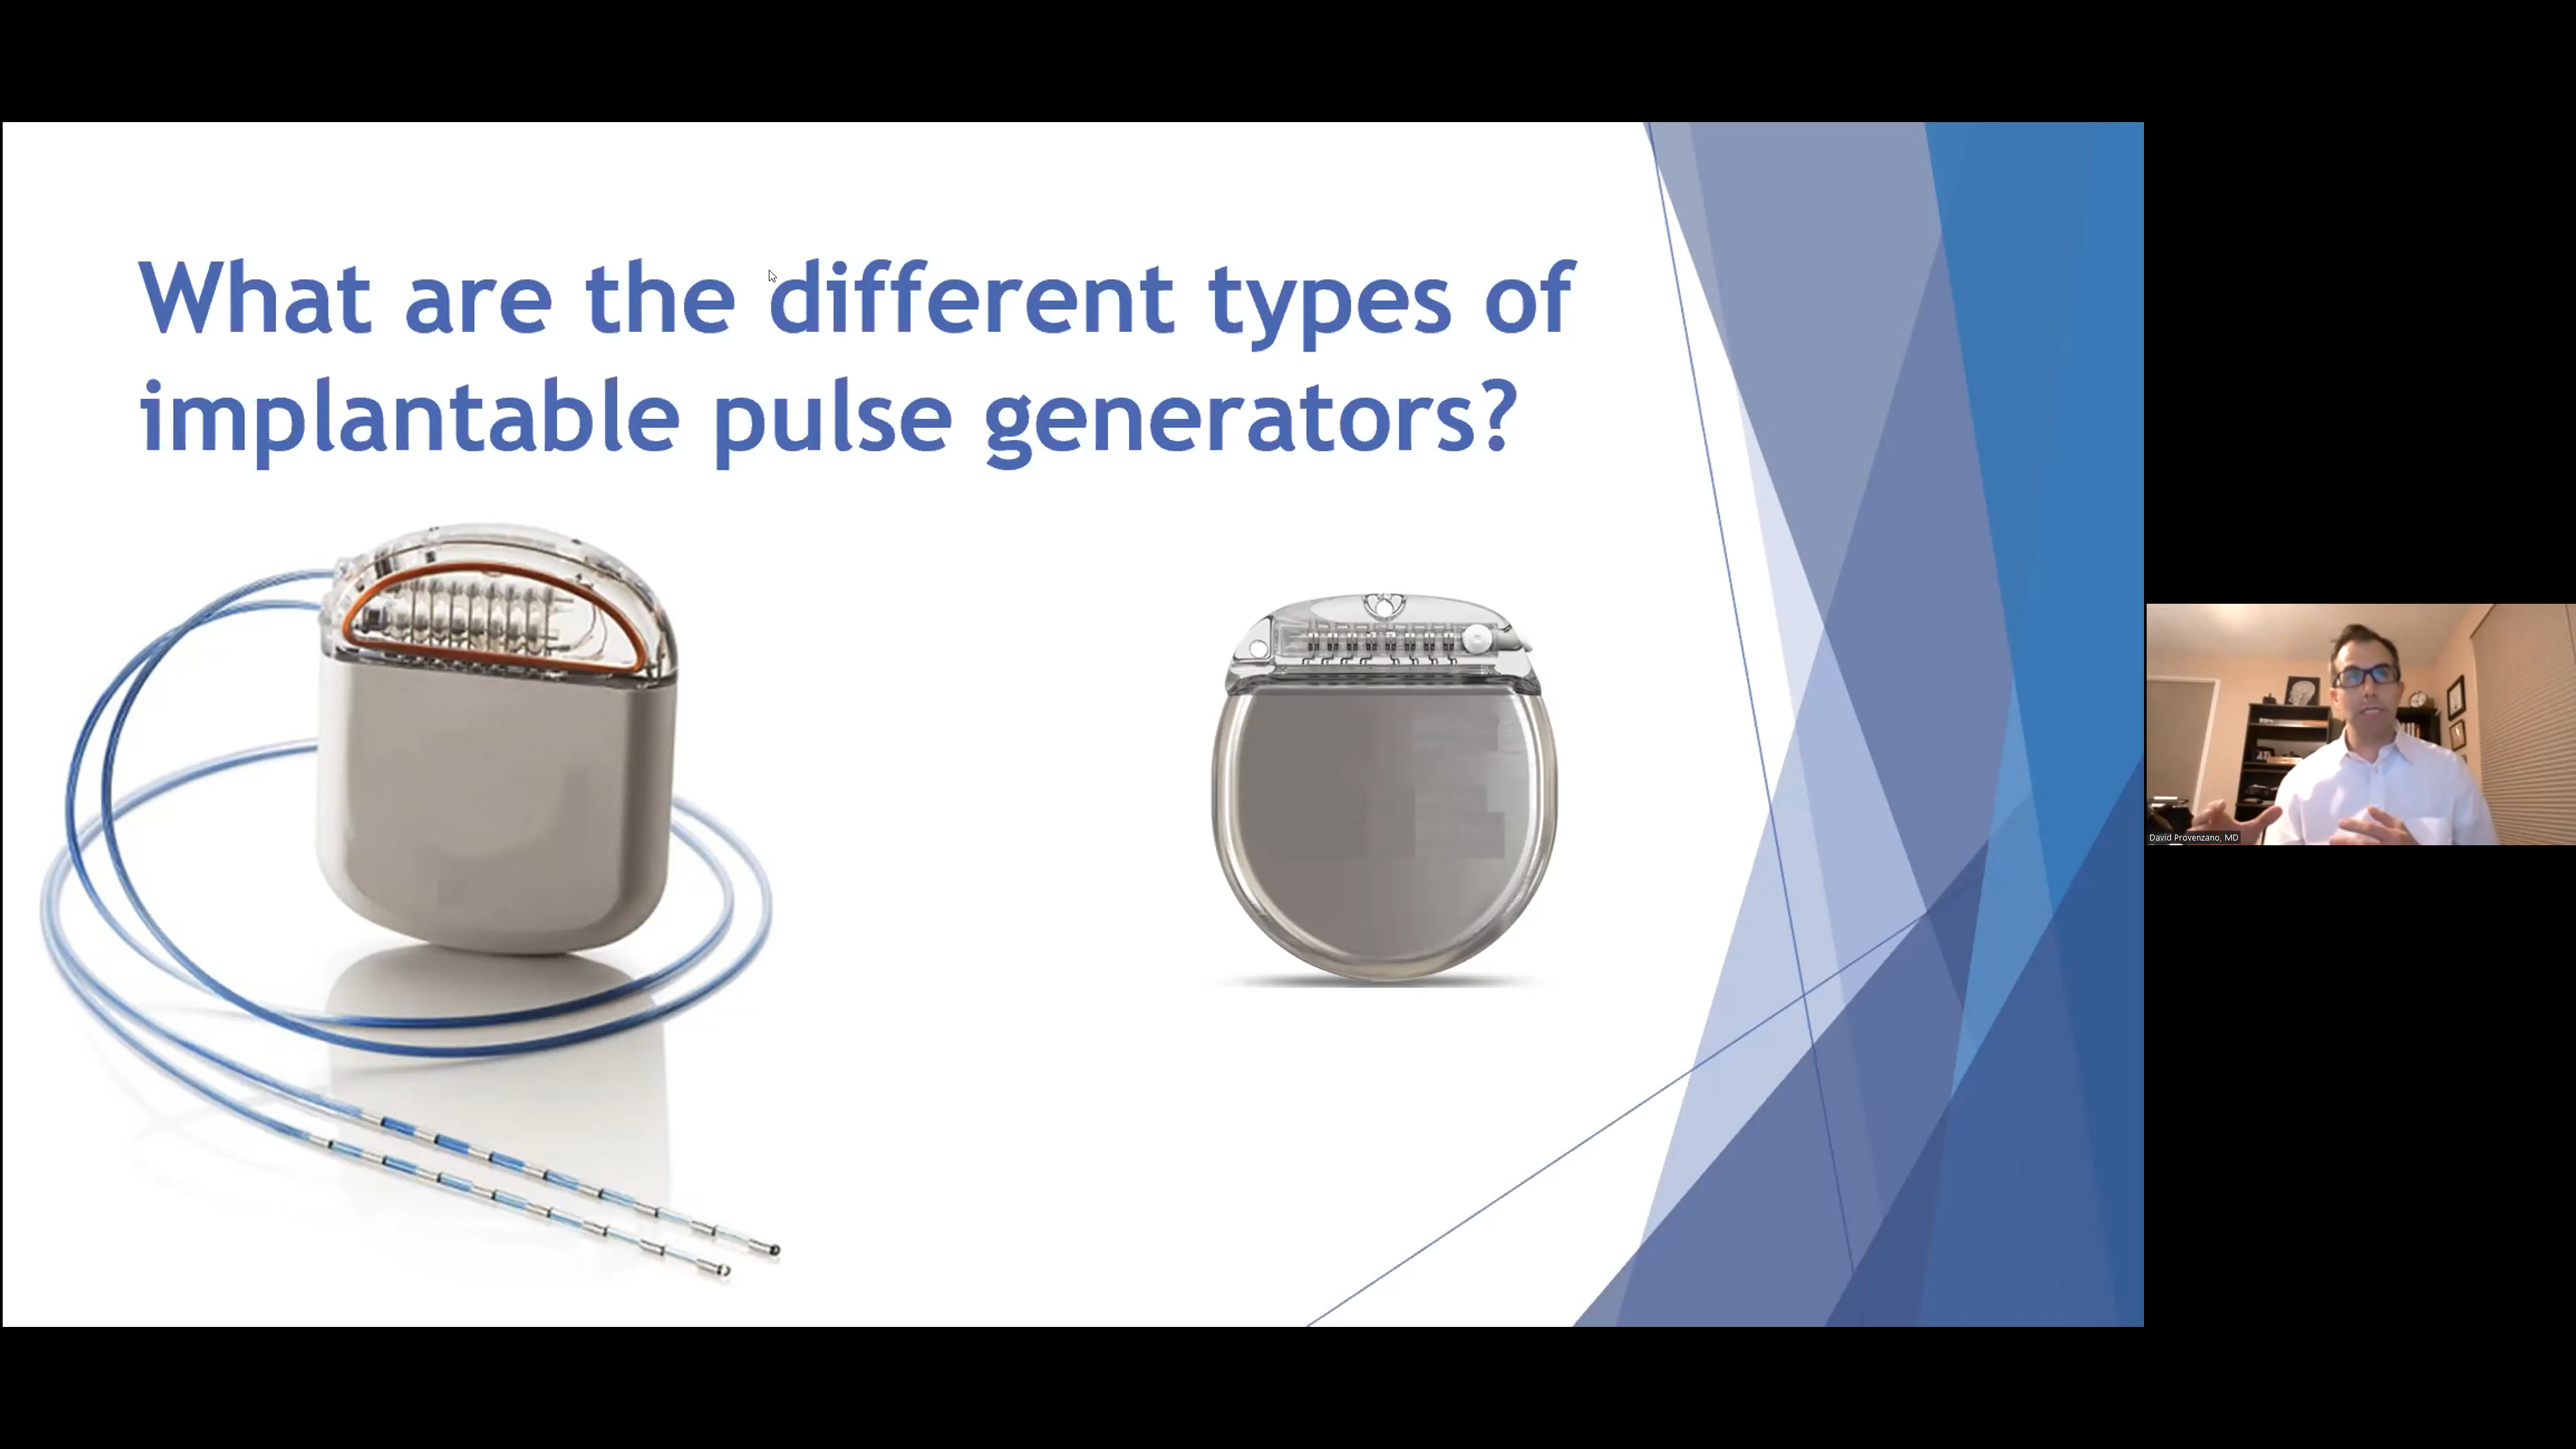 What are the different types of
implantable pulse generators?
David Provenzano, MD